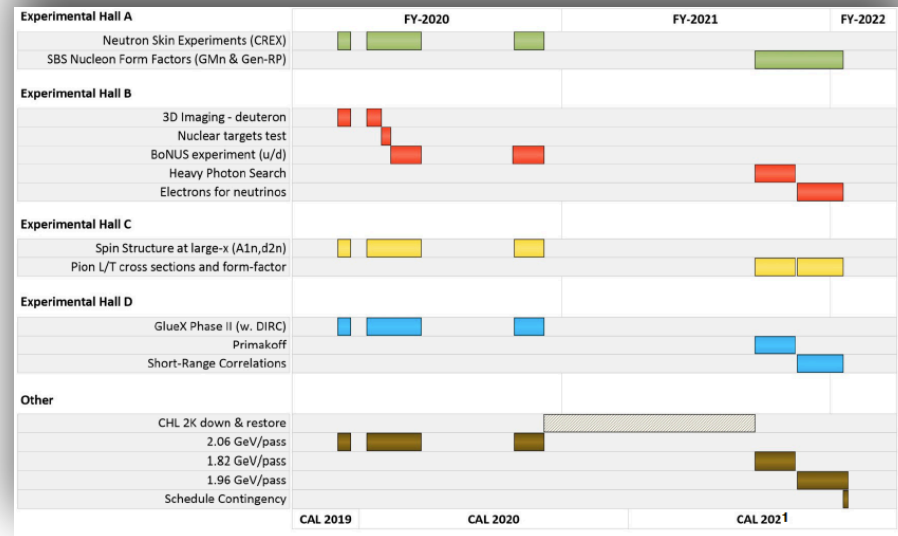 Experimental Hall A FY-2020 FY-2021 FY-2022
Neutron Skin Experiments (CREX)
SBS Nucleon Form Factors (GMn & Gen-RP)
Experimental Hall B
3D Imaging - deuteron
Nuclear targets test
BoNUS experiment (u/d)
Heavy Photon Search
Electrons for neutrinos
Experimental Hall C
Spin Structure at large-x (A1n,d2n)
Pion L/T cross sections and form-factor
Experimental Hall D
GlueX Phase II (w. DIRC)
Primakoff
Short-Range Correlations
Other
CHL 2K down & restore
2.06 GeV/pass
1.82 GeV/pass
1.96 GeV/pass
Schedule Contingency
CAL 2019 CAL 2020 CAL 2021